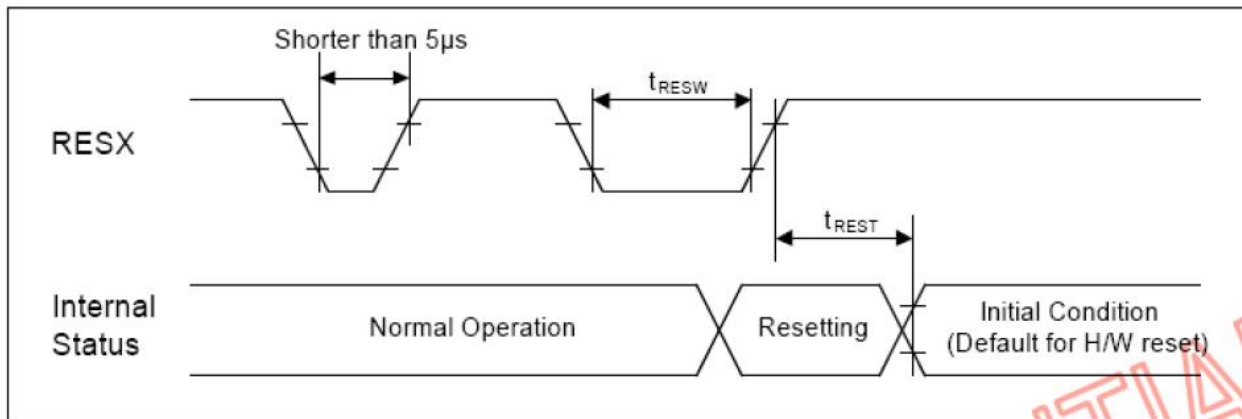 Shorter than 5µs
tRESW
RESX
tREST
Internal
Status
Normal Operation
Resetting
Initial Condition
(Default for H/W reset)